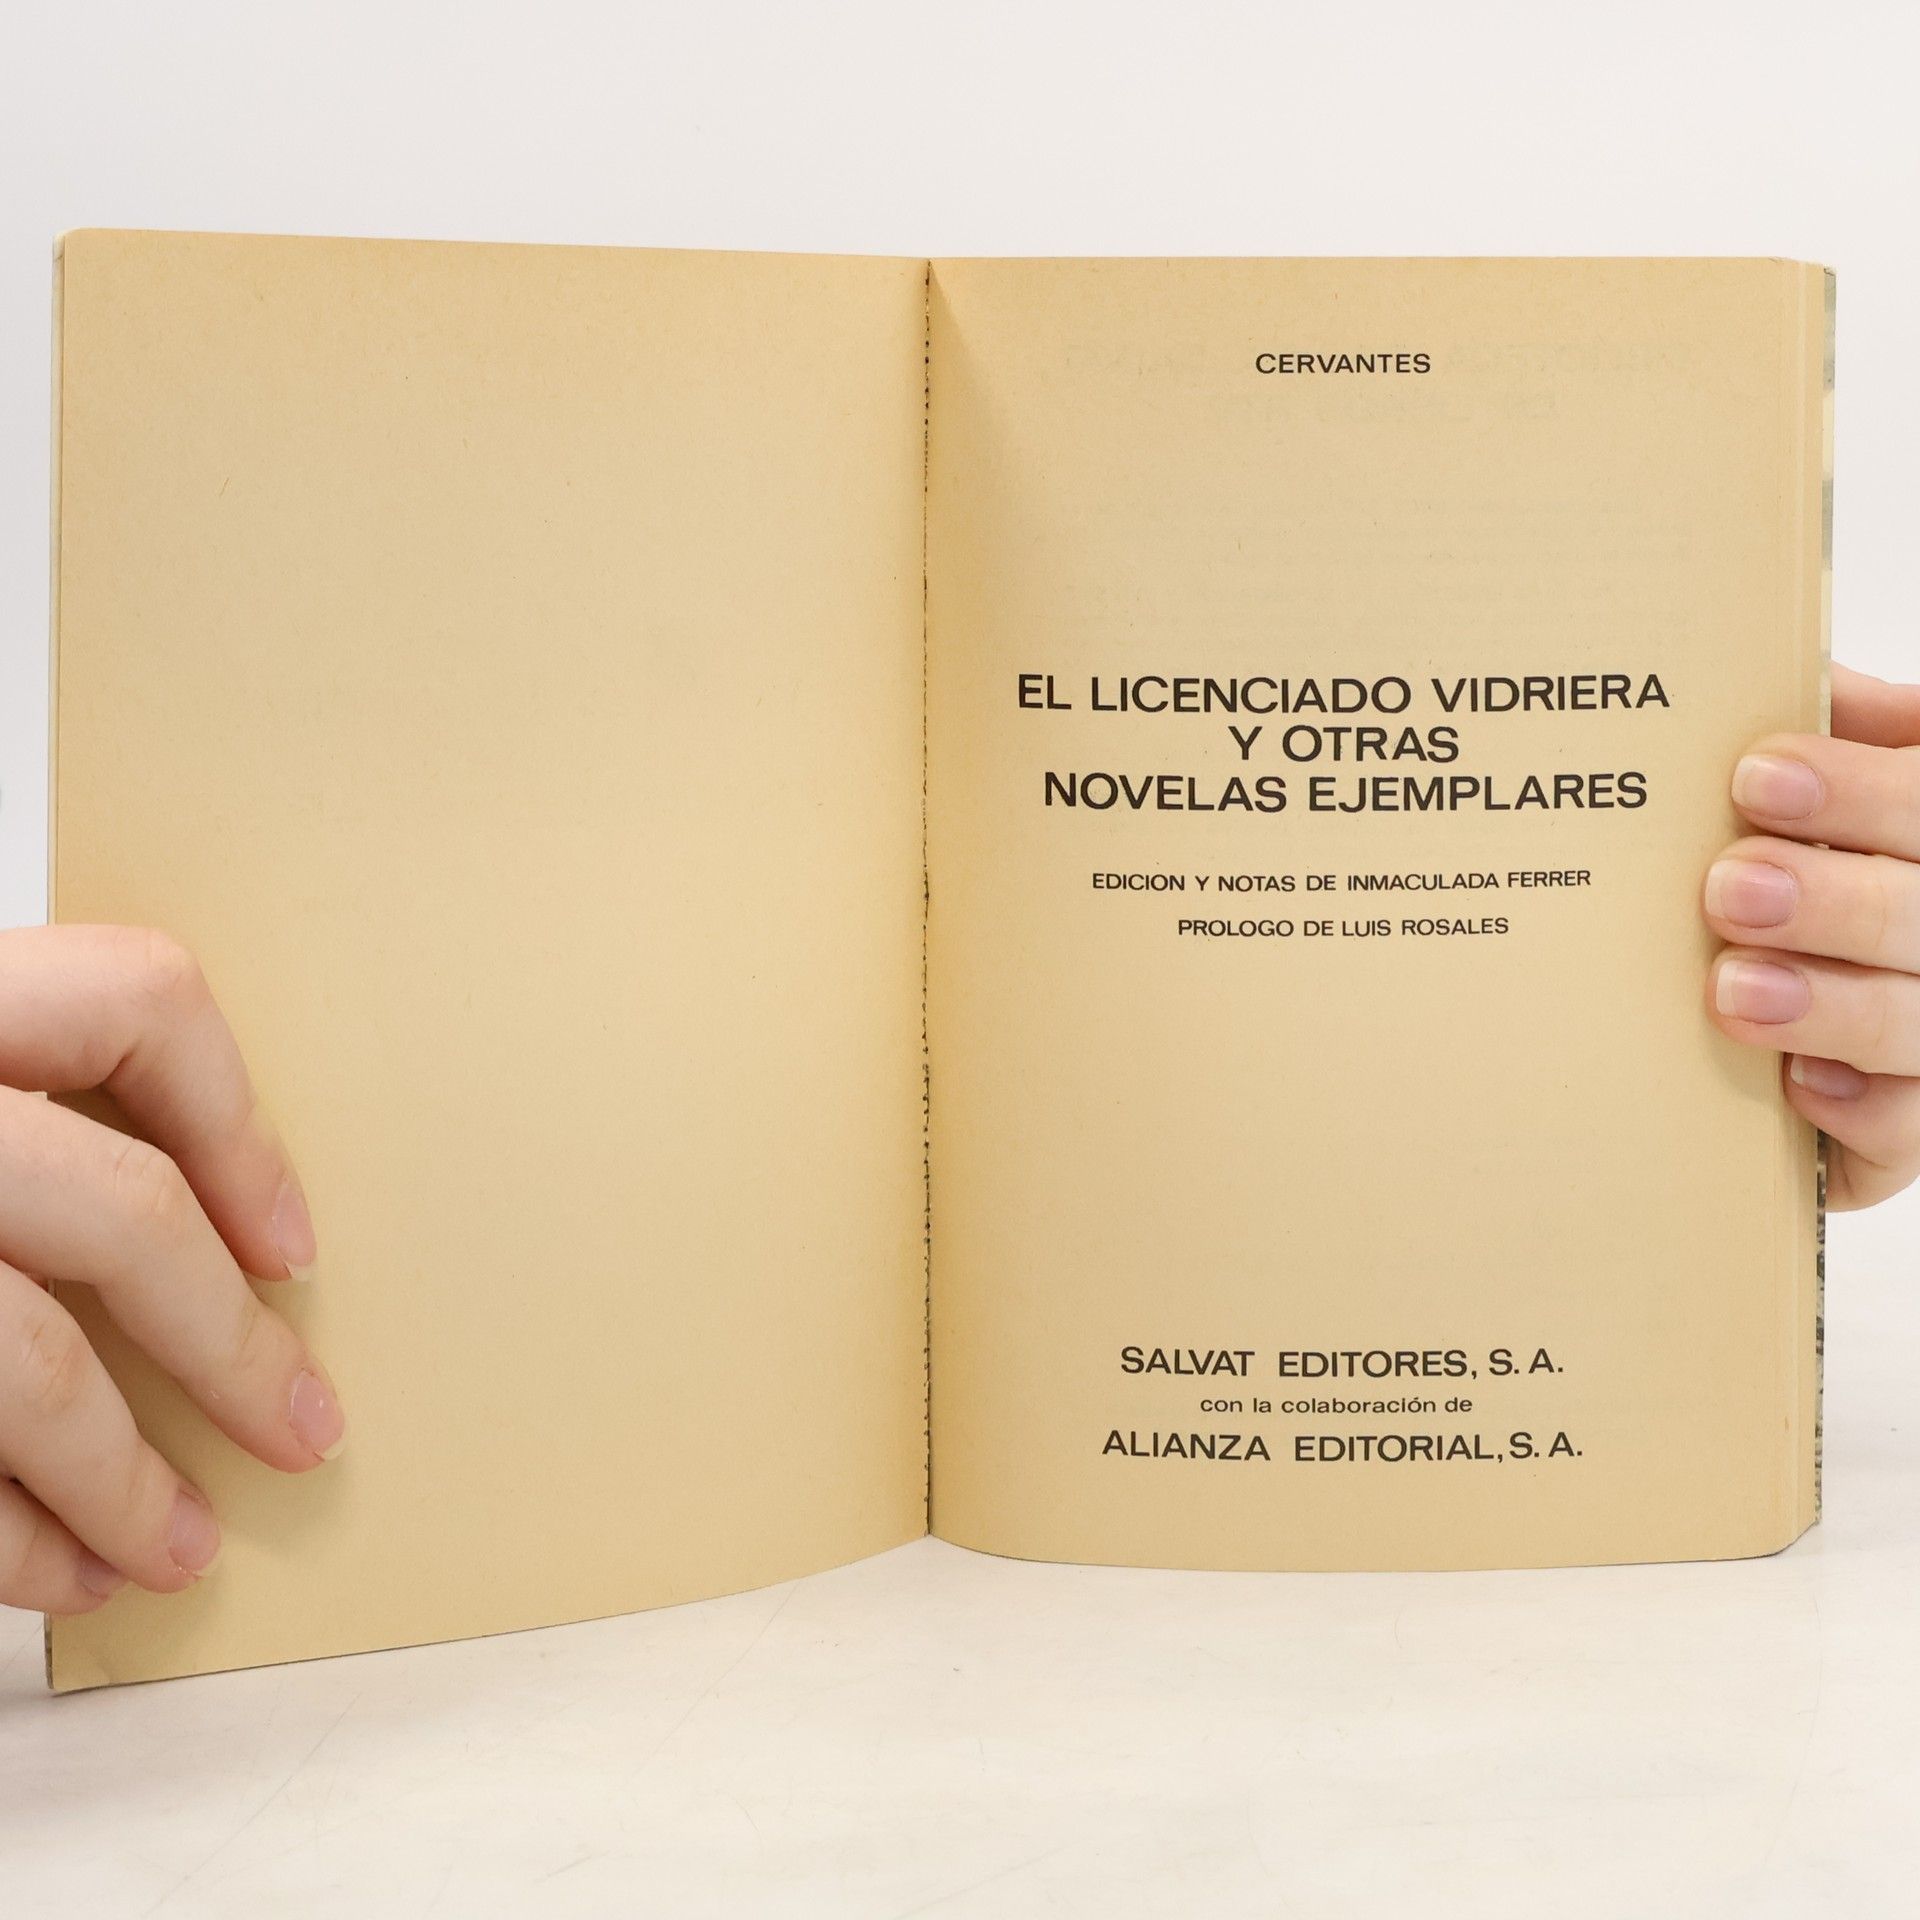 CERVANTES
EL LICENCIADO VIDRIERA
Y OTRAS
NOVELAS EJEMPLARES
EDICION Y NOTAS DE INMACULADA FERRER
PROLOGO DE LUIS ROSALES
SALVAT EDITORES, S. A.
con la colaboración de
ALIANZA EDITORIAL, S. A.